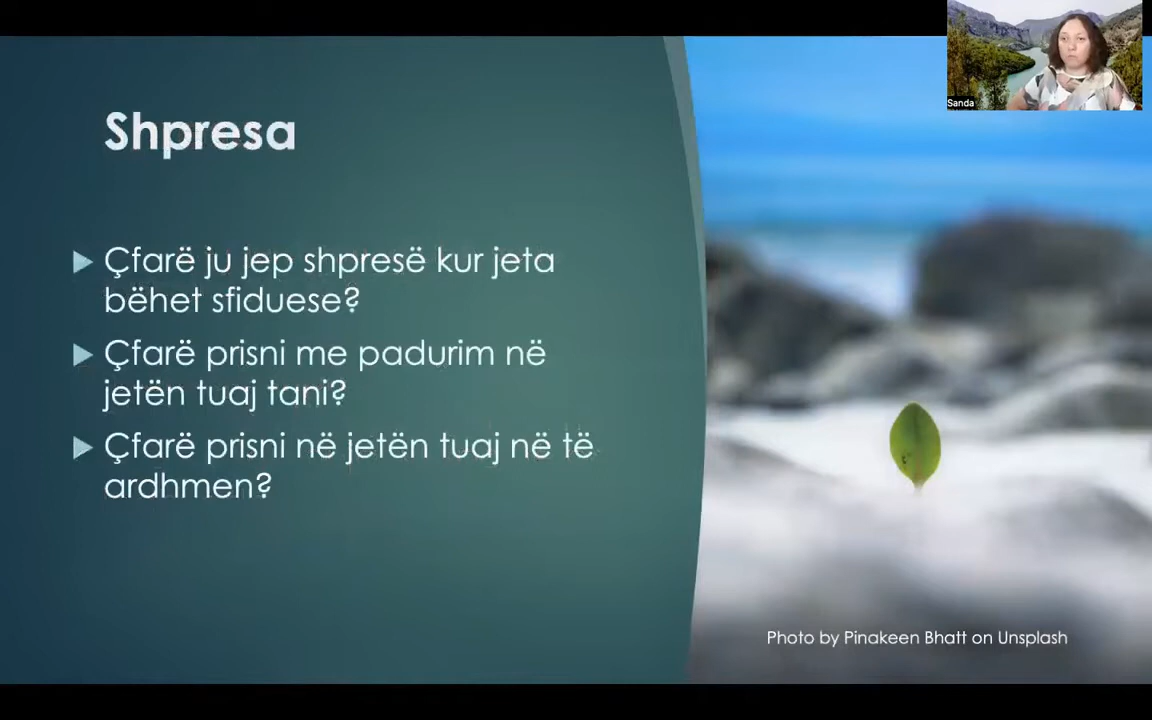 Sanda
Shpresa
Çfarë ju jep shpresë kur jeta
bëhet sfiduese?
Çfarë prisni me padurim në
jetën tuaj tani?
Çfarë prisni në jetën tuaj në të
ardhmen?
Photo by Pinakeen Bhatt on Unsplash